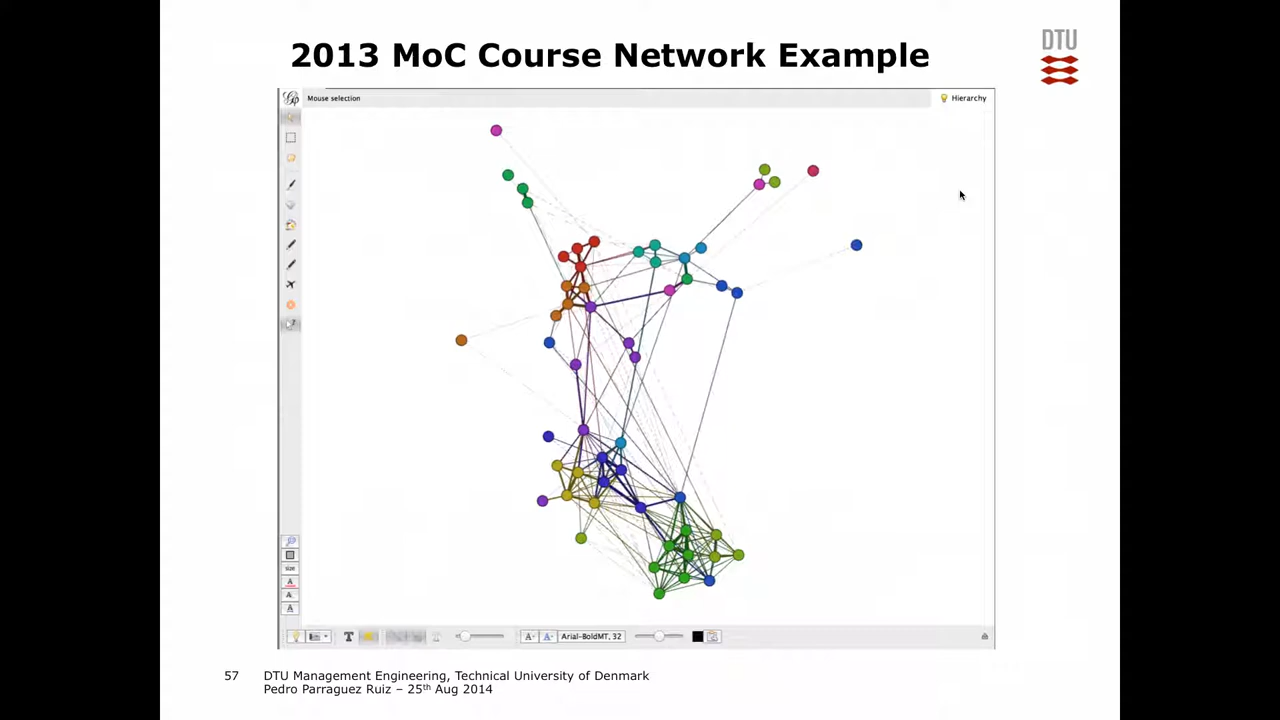 2013 MoC Course Network Example
DTU
Mouse selection
Hierarchy
size
A
A
A
T
A- A- Arial-BoldMT, 32
57 DTU Management Engineering, Technical University of Denmark
Pedro Parraguez Ruiz – 25th Aug 2014